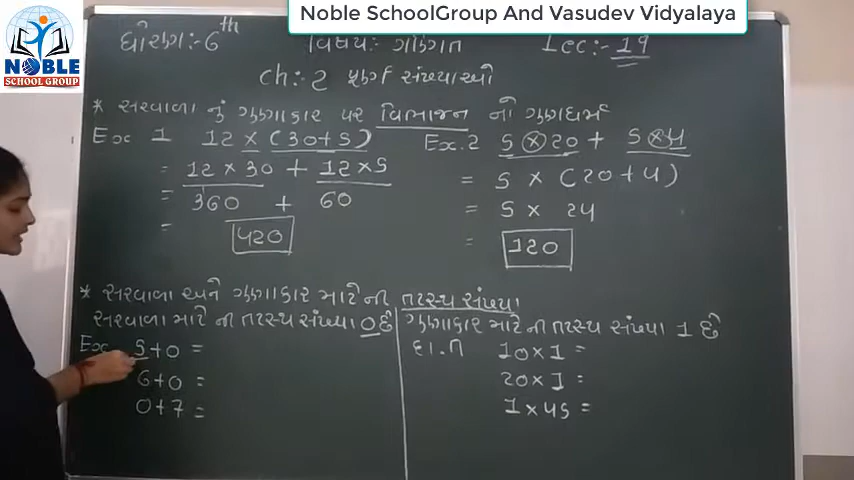 Noble SchoolGroup And Vasudev Vidyalaya
NOBLE
SCHOOL GROUP
ધોરણ:- 6th વિષય: ગણિત Lec:- 19
Ch:- 2 પૂર્ણ સંખ્યાઓ
* સરવાળા નું ગુણાકાર પર વિભાજન નો ગુણધર્મ
Ex 1 12 × (30+5)
= 12 × 30 + 12 × 5
= 360 + 60
= 420
Ex. 2 5 × 20 + 5 × 4
= 5 × (20 + 4)
= 5 × 24
= 120
* સરવાળા અને ગુણાકાર માટેની તટસ્થ સંખ્યા
સરવાળા માટે ની તટસ્થ સંખ્યા 0 છે
Ex 5+0 =
6+0 =
0+7 =
ગુણાકાર માટેની તટસ્થ સંખ્યા 1 છે
દા.ત 10 × 1 =
20 × 1 =
1 × 45 =